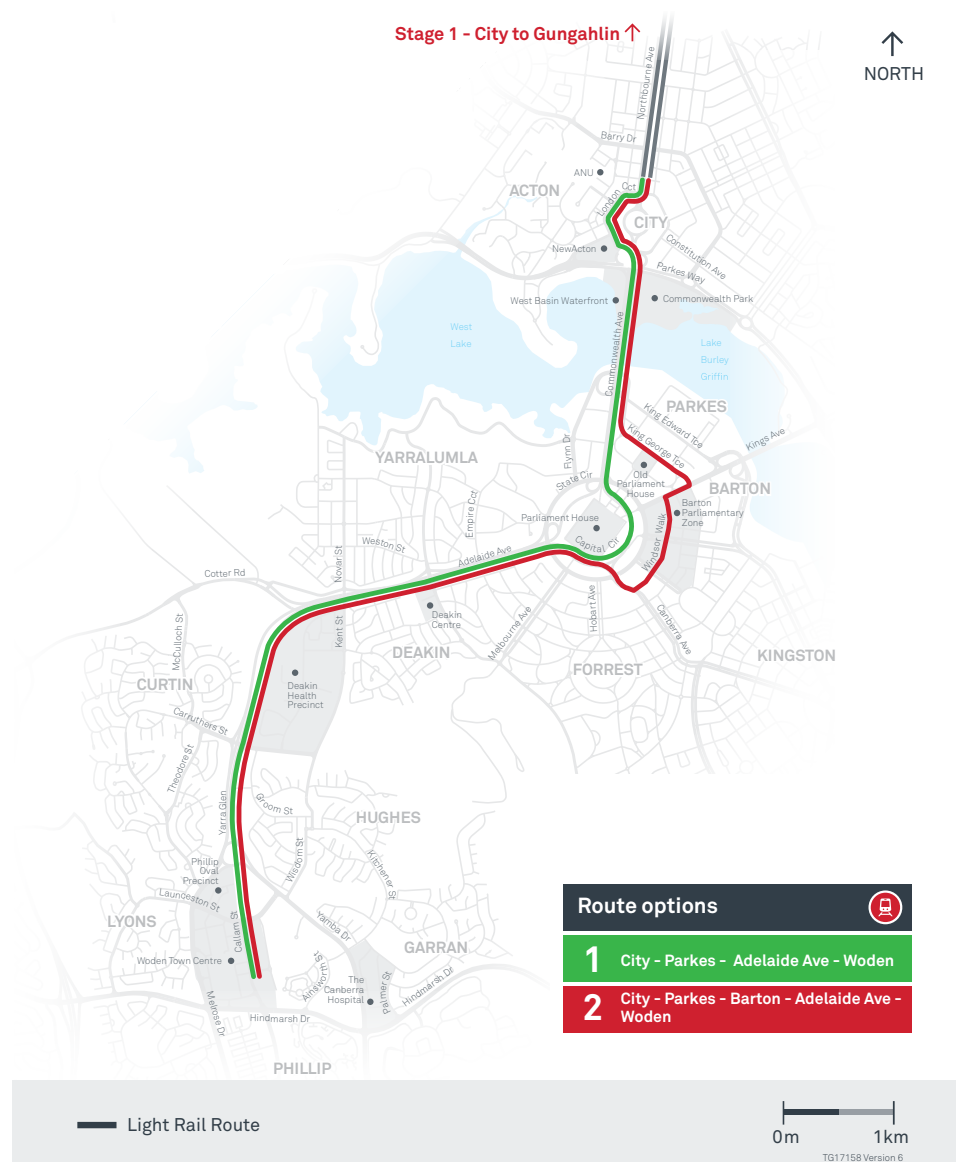 Stage 1 - City to Gungahlin ↑
NORTH
Northbourne Ave
Barry Dr
ANU
ACTON
London Cct
CITY
NewActon
Constitution Ave
Parkes Way
West Basin Waterfront
Commonwealth Park
West
Lake
Commonwealth Ave
Lake
Burley
Griffin
PARKES
King Edward Tce
King George Tce
Kings Ave
Flynn Dr
YARRALUMLA
State Cir
Old
Parliament
House
BARTON
Barton
Parliamentary
Zone
Empire Cct
Parliament House
Capital Cir
Windsor Walk
Weston St
Adelaide Ave
Novar St
Cotter Rd
Hobart Ave
Melbourne Ave
Canberra Ave
Deakin
Centre
Kent St
McCulloch St
DEAKIN
KINGSTON
FORREST
CURTIN
Deakin
Health
Precinct
Carruthers St
Theodore St
Yarra Glen
Groom St
HUGHES
Wisdom St
Kitchener St
Phillip
Oval
Precinct
Launceston St
LYONS
Callam St
Yamba Dr
GARRAN
Woden Town Centre
Ainsworth St
The
Canberra
Hospital
Palmer St
Hindmarsh Dr
Melrose Dr
Hindmarsh Dr
PHILLIP
Route options
1 City - Parkes - Adelaide Ave - Woden
2 City - Parkes - Barton - Adelaide Ave -
Woden
Light Rail Route
0m 1km
TG17158 Version 6